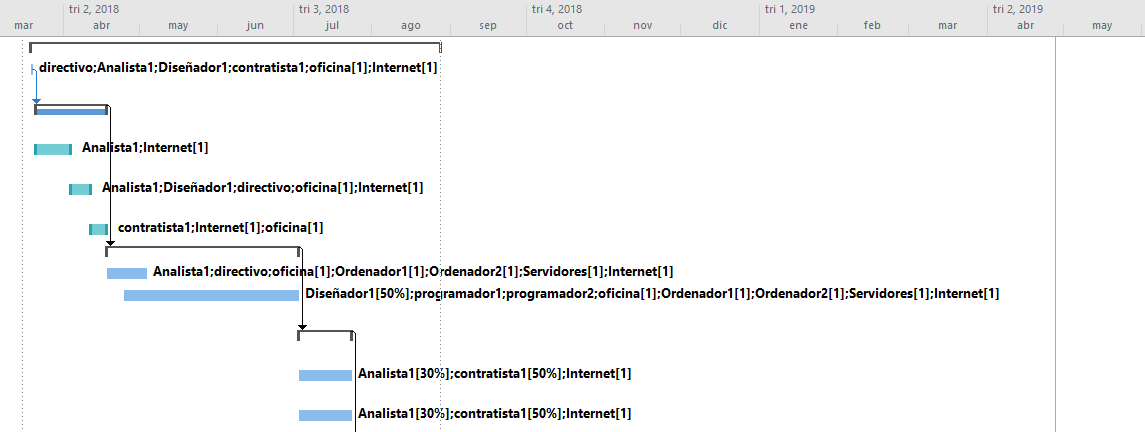 tri 2, 2018 tri 3, 2018 tri 4, 2018 tri 1, 2019 tri 2, 2019
mar abr may jun jul ago sep oct nov dic ene feb mar abr may
directivo;Analista1;Diseñador1;contratista1;oficina[1];Internet[1]
Analista1;Internet[1]
Analista1;Diseñador1;directivo;oficina[1];Internet[1]
contratista1;Internet[1];oficina[1]
Analista1;directivo;oficina[1];Ordenador1[1];Ordenador2[1];Servidores[1];Internet[1]
Diseñador1[50%];programador1;programador2;oficina[1];Ordenador1[1];Ordenador2[1];Servidores[1];Internet[1]
Analista1[30%];contratista1[50%];Internet[1]
Analista1[30%];contratista1[50%];Internet[1]